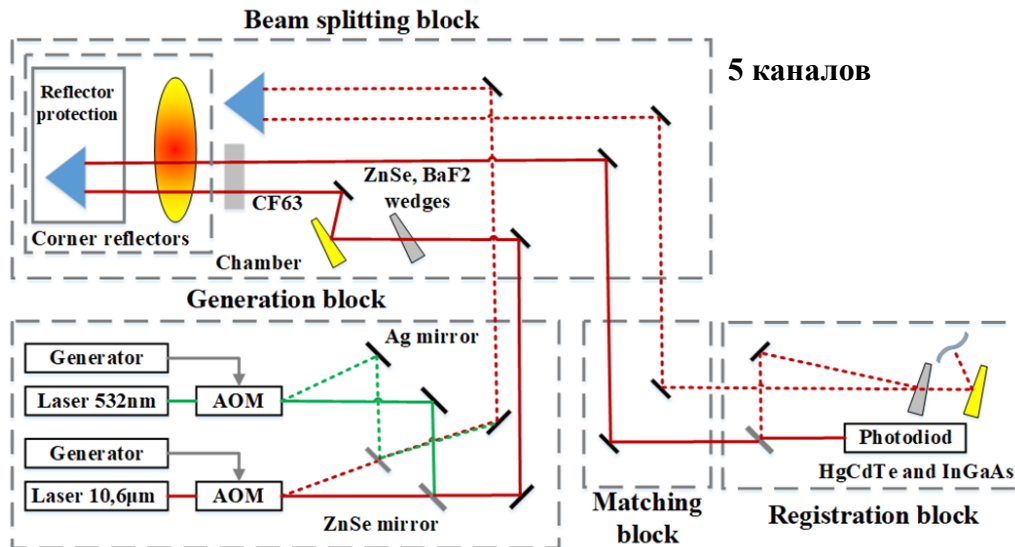 Beam splitting block
5 каналов
Reflector
protection
ZnSe, BaF2
wedges
CF63
Corner reflectors
Chamber
Generation block
Ag mirror
Generator
Laser 532nm
AOM
Generator
Laser 10,6µm
AOM
ZnSe mirror
Matching
block
Photodiod
HgCdTe and InGaAs
Registration block